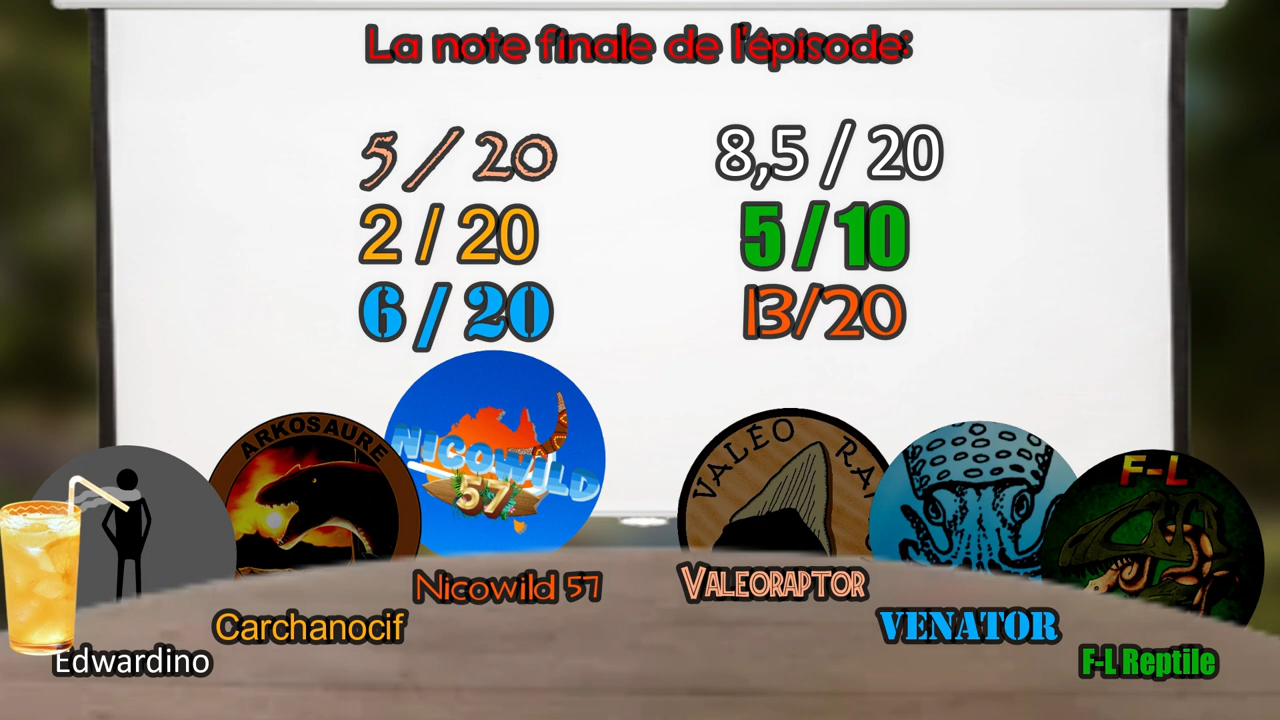 La note finale de l'épisode:
5 / 20
8,5 / 20
2 / 20
5 / 10
6 / 20
13/20
ARKOSAURE
NICOWILD
57
VALÉO RA
F-L
Nicowild 57
VALEORAPTOR
Carchanocif
VENATOR
Edwardino
F-L Reptile